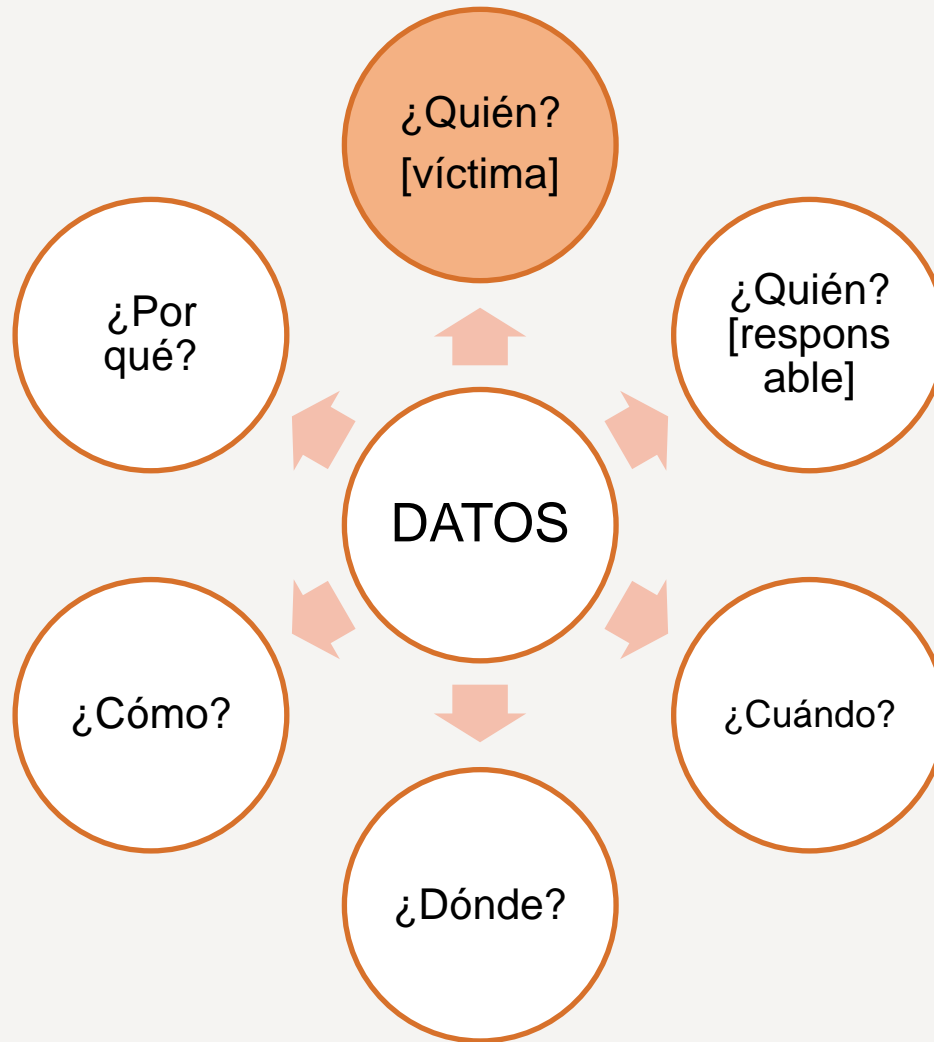 ¿Quién?
[víctima]
¿Por
qué?
¿Quién?
[respons
able]
DATOS
¿Cómo?
¿Cuándo?
¿Dónde?